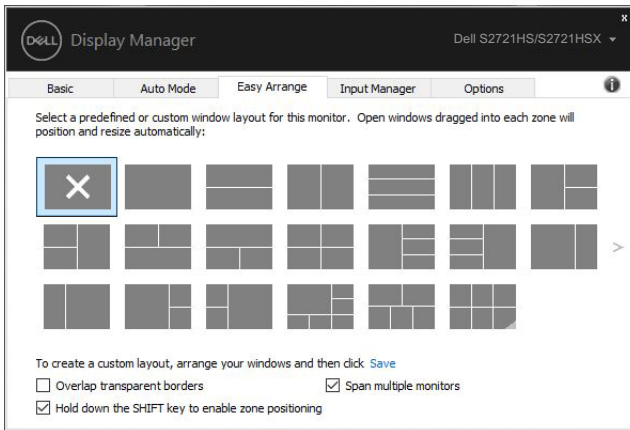 x
DELL Display Manager
Dell S2721HS/S2721HSX
Basic
Auto Mode
Easy Arrange
Input Manager
Options
Select a predefined or custom window layout for this monitor. Open windows dragged into each zone will
position and resize automatically:
To create a custom layout, arrange your windows and then click Save
Overlap transparent borders
Span multiple monitors
Hold down the SHIFT key to enable zone positioning